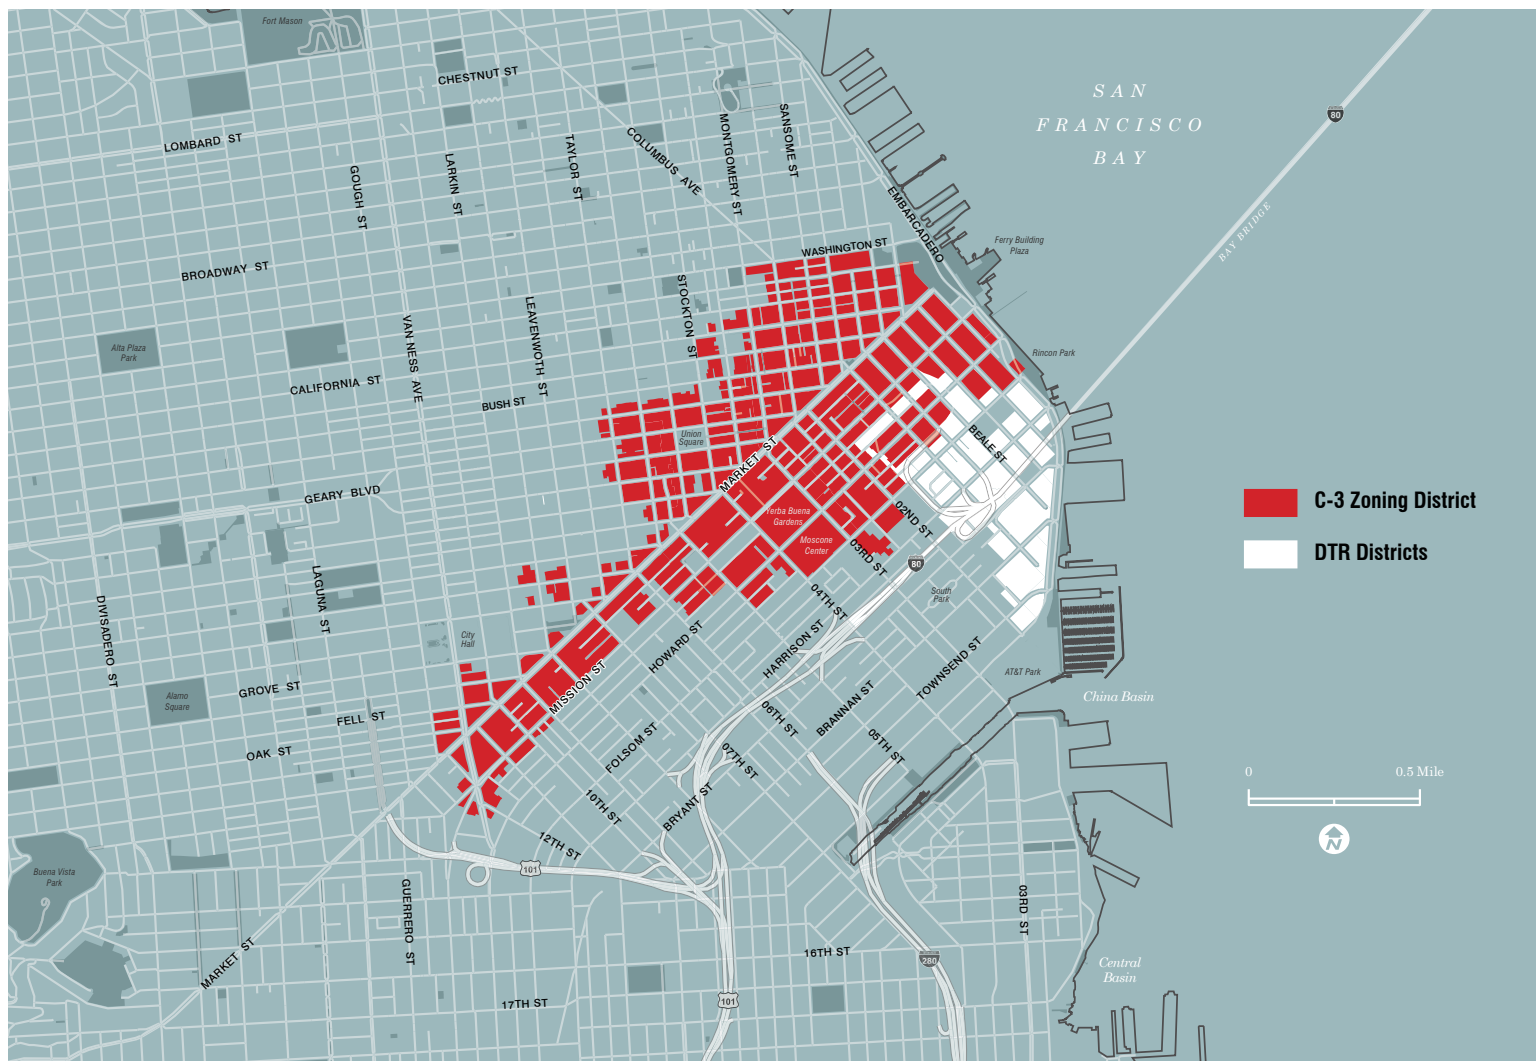 Fort Mason
CHESTNUT ST
LOMBARD ST
GOUGH ST
LARKIN ST
TAYLOR ST
COLUMBUS AVE
MONTGOMERY ST
SANSOME ST
SAN
FRANCISCO
BAY
80
BAY BRIDGE
EMBARCADERO
Ferry Building
Plaza
WASHINGTON ST
BROADWAY ST
STOCKTON ST
LEAVENWOTH ST
VAN NESS AVE
Alta Plaza
Park
CALIFORNIA ST
BUSH ST
Rincon Park
Union
Square
MARKET ST
BEALE ST
GEARY BLVD
Yerba Buena
Gardens
Moscone
Center
02ND ST
03RD ST
80
C-3 Zoning District
DTR Districts
DIVISADERO ST
LAGUNA ST
City
Hall
04TH ST
South
Park
HOWARD ST
HARRISON ST
TOWNSEND ST
AT&T Park
China Basin
Alamo
Square
GROVE ST
FELL ST
OAK ST
MISSION ST
FOLSOM ST
06TH ST
BRANNAN ST
05TH ST
07TH ST
BRYANT ST
10TH ST
12TH ST
0
0.5 Mile
N
Buena Vista
Park
101
GUERRERO ST
03RD ST
MARKET ST
16TH ST
280
Central
Basin
17TH ST
101